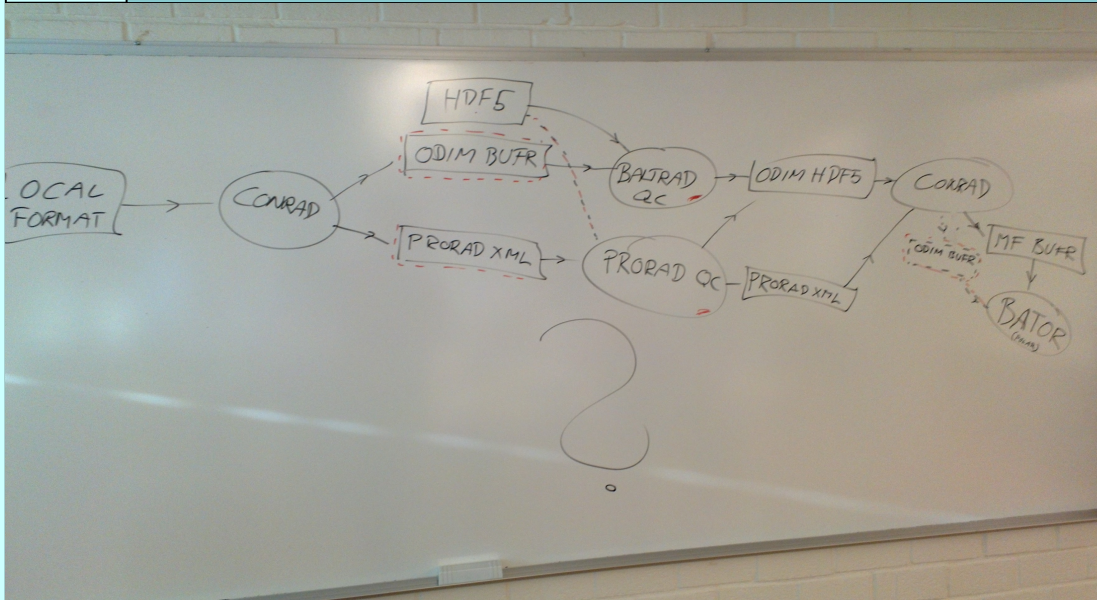 LOCAL
FORMAT
CONRAD
HDF5
ODIM BUFR
PRORAD XML
BALTRAD
QC
PRORAD QC
ODIM HDF5
PRORAD XML
CONRAD
ODIM BUFR
MF BUFR
BATOR
?